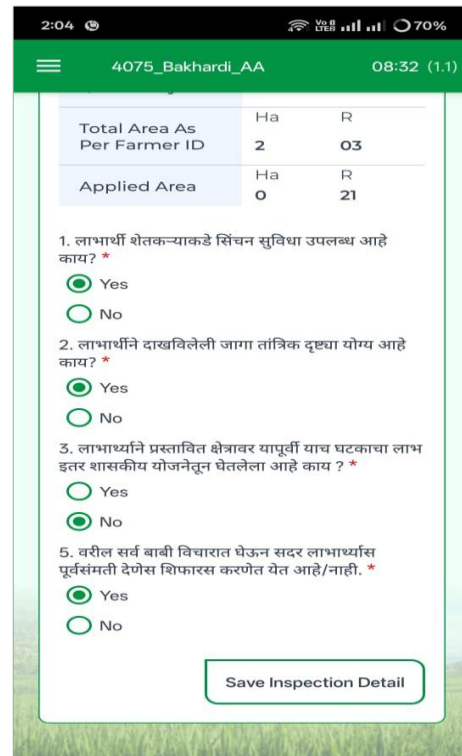 2:04 Vo LTE 70%
4075_Bakhardi_AA 08:32 (1.1)
Total Area As Ha R
Per Farmer ID 2 03
Applied Area Ha R
0 21
1. लाभार्थी शेतकऱ्याकडे सिंचन सुविधा उपलब्ध आहे
काय? *
Yes
No
2. लाभार्थीने दाखविलेली जागा तांत्रिक दृष्ट्या योग्य आहे
काय? *
Yes
No
3. लाभार्थ्याने प्रस्तावित क्षेत्रावर यापूर्वी याच घटकाचा लाभ
इतर शासकीय योजनेतून घेतलेला आहे काय ? *
Yes
No
5. वरील सर्व बाबी विचारात घेऊन सदर लाभार्थ्यास
पूर्वसंमती देणेस शिफारस करणेत येत आहे/नाही. *
Yes
No
Save Inspection Detail